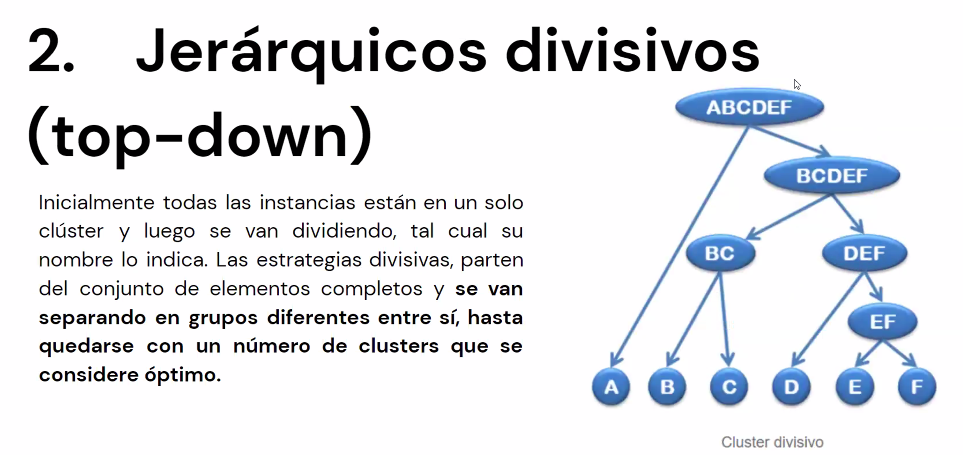 2. Jerárquicos divisivos
(top-down)
Inicialmente todas las instancias están en un solo
clúster y luego se van dividiendo, tal cual su
nombre lo indica. Las estrategias divisivas, parten
del conjunto de elementos completos y se van
separando en grupos diferentes entre sí, hasta
quedarse con un número de clusters que se
considere óptimo.
ABCDEF
BCDEF
BC
DEF
EF
A
B
C
D
E
F
Cluster divisivo